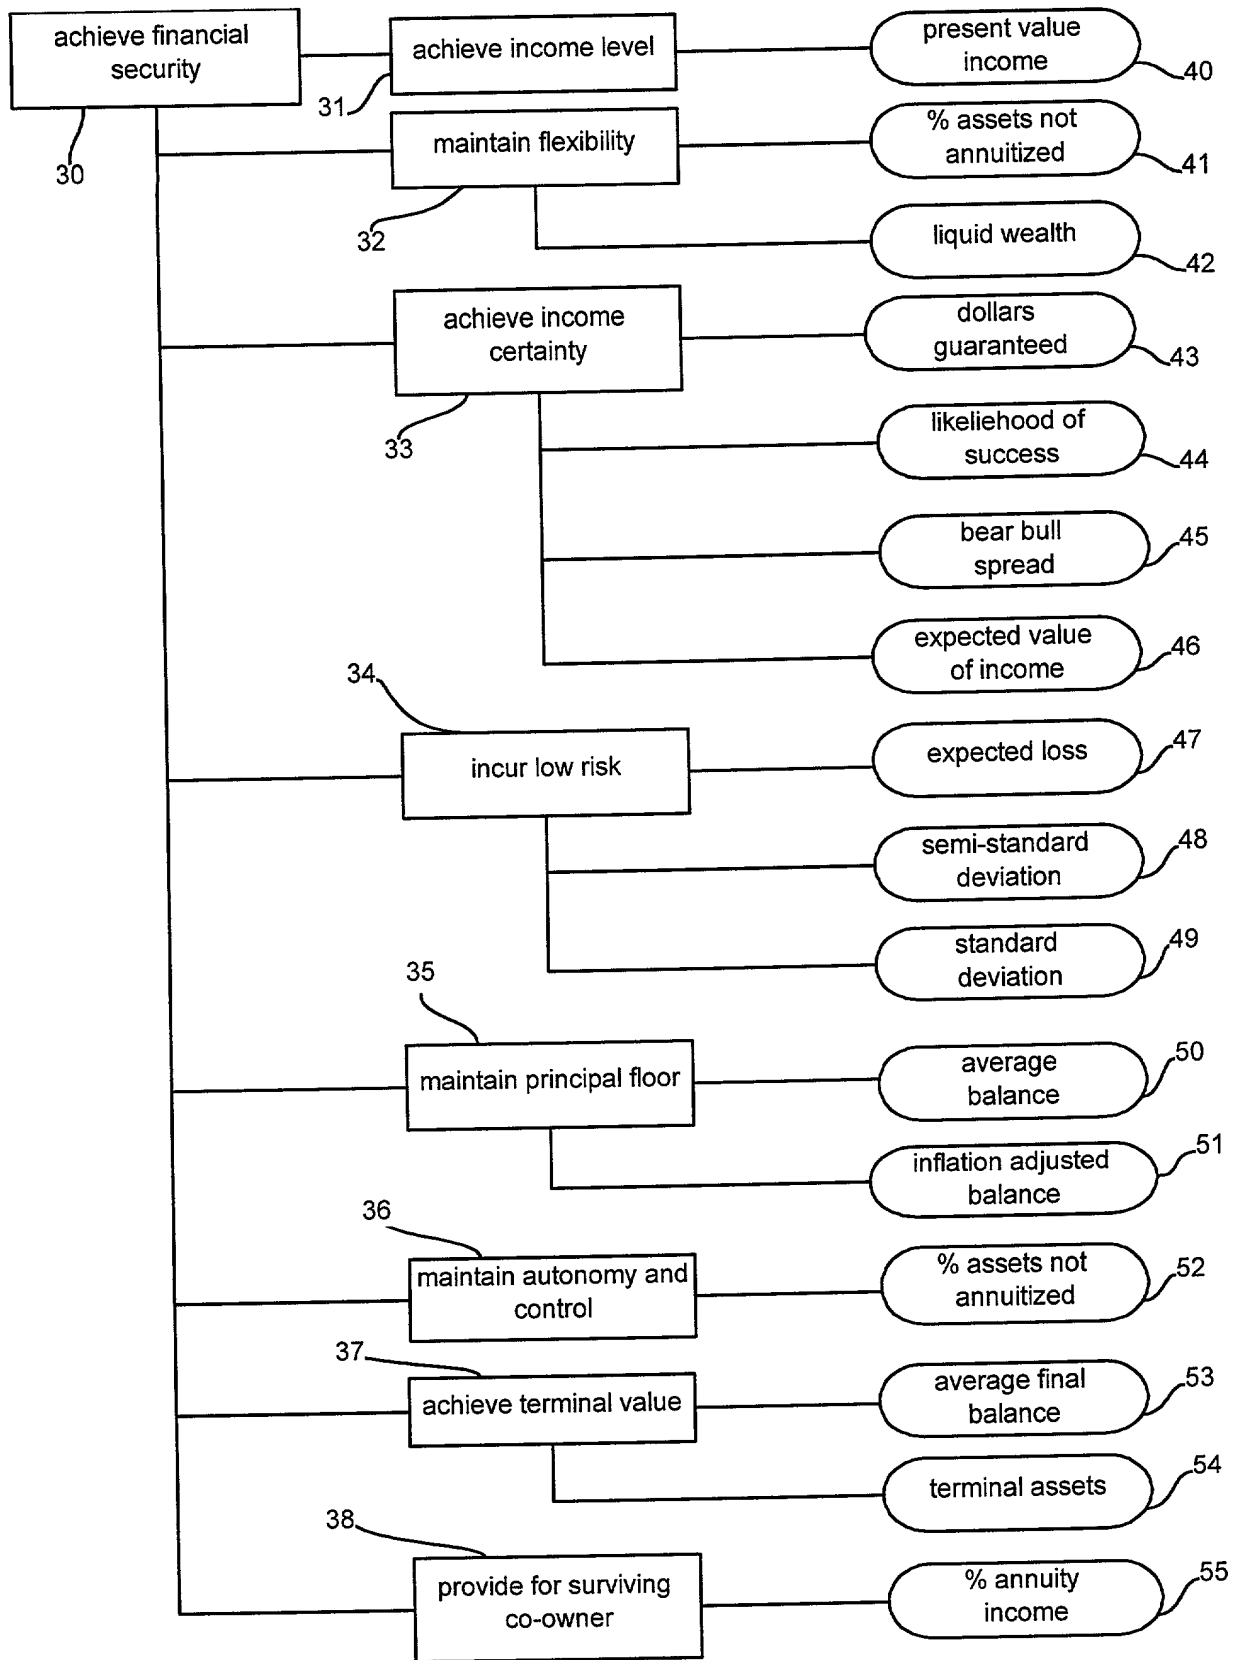 achieve financial
security
30
achieve income level
31
present value
income
40
maintain flexibility
32
% assets not
annuitized
41
liquid wealth
42
achieve income
certainty
33
dollars
guaranteed
43
likeliehood of
success
44
bear bull
spread
45
expected value
of income
46
34
incur low risk
expected loss
47
semi-standard
deviation
48
standard
deviation
49
35
maintain principal floor
average
balance
50
inflation adjusted
balance
51
36
maintain autonomy and
control
% assets not
annuitized
52
37
achieve terminal value
average final
balance
53
terminal assets
54
38
provide for surviving
co-owner
% annuity
income
55